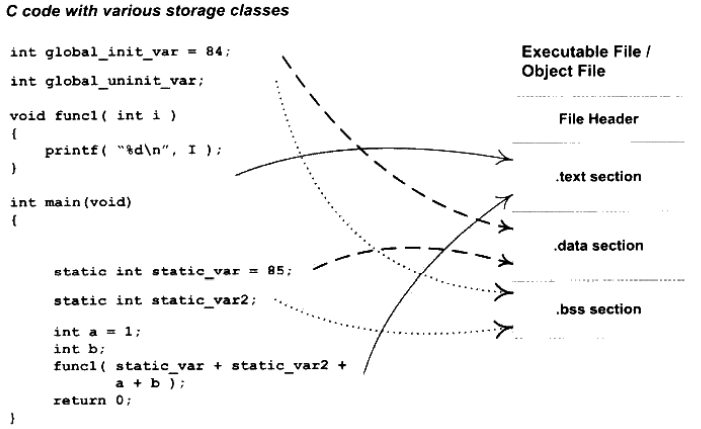 C code with various storage classes
int global_init_var = 84;
int global_uninit_var;
void func1( int i )
{
printf( "%d\n", I );
}
int main(void)
{
static int static_var = 85;
static int static_var2;
int a = 1;
int b;
func1( static_var + static_var2 +
a + b );
return 0;
}
Executable File /
Object File
File Header
.text section
.data section
.bss section